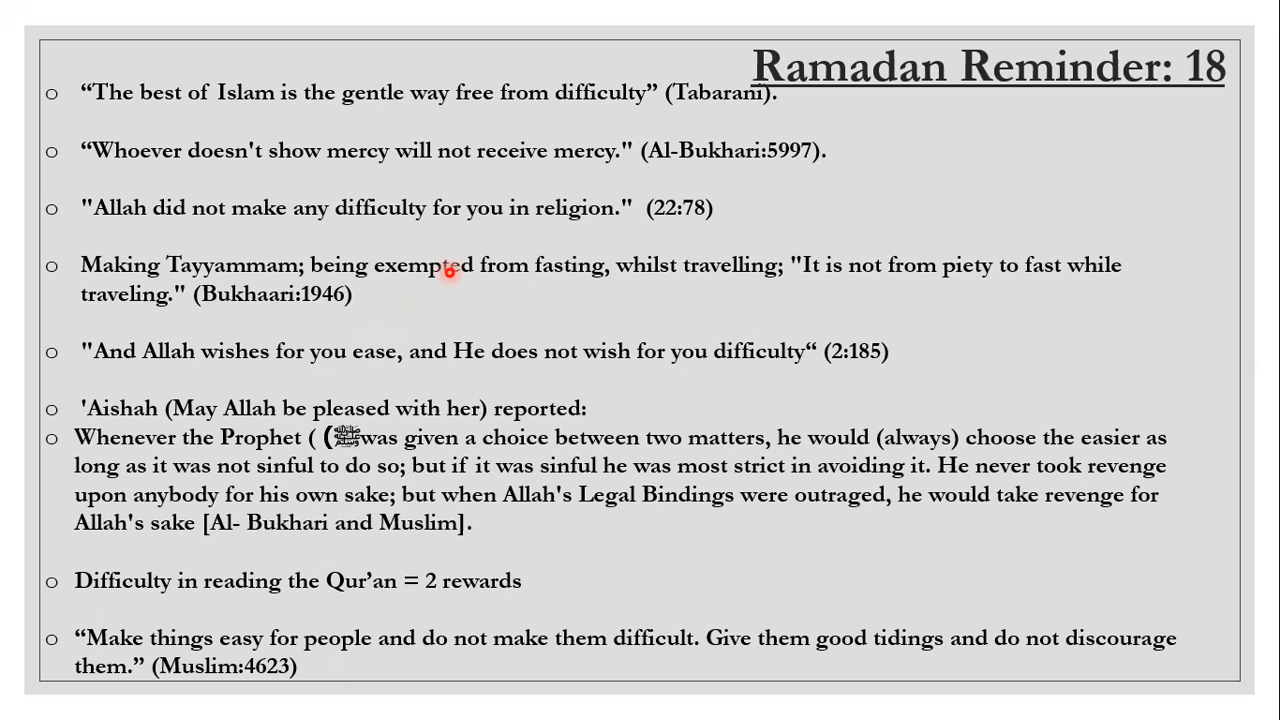 Ramadan Reminder: 18
o “The best of Islam is the gentle way free from difficulty” (Tabarani).
o “Whoever doesn't show mercy will not receive mercy." (Al-Bukhari:5997).
o "Allah did not make any difficulty for you in religion." (22:78)
o Making Tayyammam; being exempted from fasting, whilst travelling; "It is not from piety to fast while
traveling." (Bukhaari:1946)
o "And Allah wishes for you ease, and He does not wish for you difficulty“ (2:185)
o 'Aishah (May Allah be pleased with her) reported:
o Whenever the Prophet ( (ﷺwas given a choice between two matters, he would (always) choose the easier as
long as it was not sinful to do so; but if it was sinful he was most strict in avoiding it. He never took revenge
upon anybody for his own sake; but when Allah's Legal Bindings were outraged, he would take revenge for
Allah's sake [Al- Bukhari and Muslim].
o Difficulty in reading the Qur’an = 2 rewards
o “Make things easy for people and do not make them difficult. Give them good tidings and do not discourage
them.” (Muslim:4623)